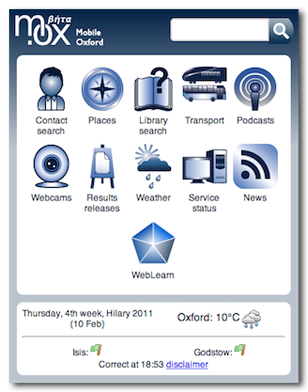 βήτα
mox
Mobile
Oxford
Contact
search
Places
Library
search
Transport
Podcasts
Webcams
Results
releases
Weather
Service
status
News
WebLearn
Thursday, 4th week, Hilary 2011
(10 Feb)
Oxford: 10°C
Isis:
Godstow:
Correct at 18:53 disclaimer